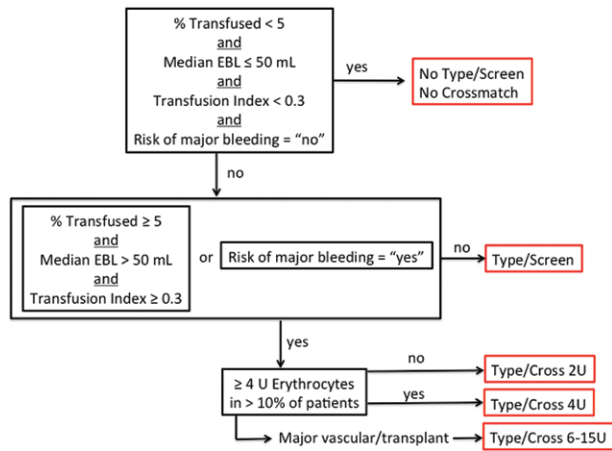 % Transfused < 5
and
Median EBL ≤ 50 mL
and
Transfusion Index < 0.3
and
Risk of major bleeding = “no”
yes
No Type/Screen
No Crossmatch
no
% Transfused ≥ 5
and
Median EBL > 50 mL
and
Transfusion Index ≥ 0.3
or
Risk of major bleeding = “yes”
no
Type/Screen
yes
≥ 4 U Erythrocytes
in > 10% of patients
no
Type/Cross 2U
yes
Type/Cross 4U
Major vascular/transplant
Type/Cross 6-15U